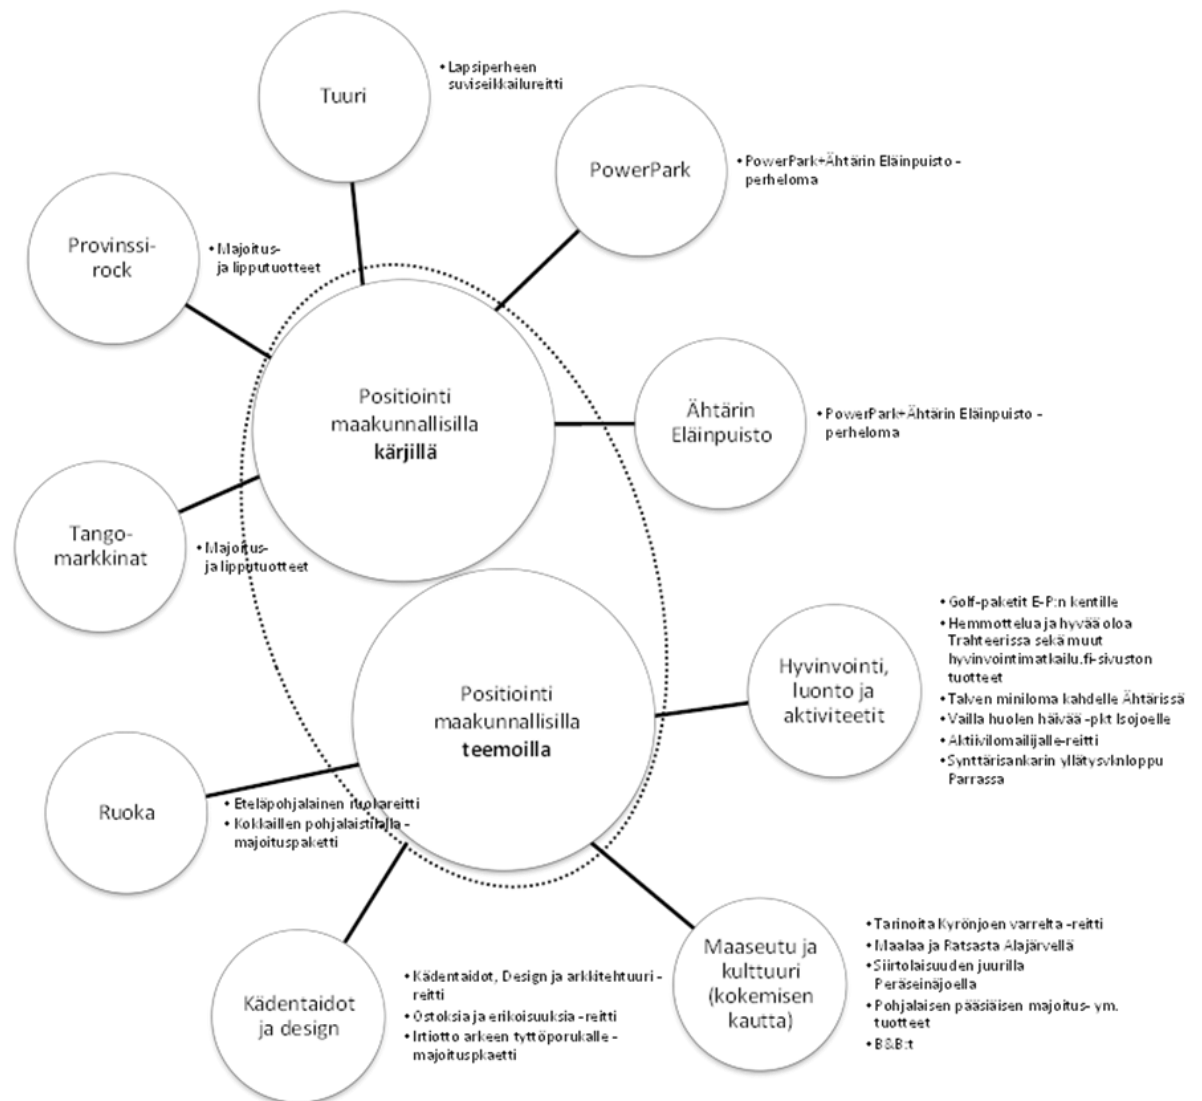 Tuuri
• Lapsiperheen
suviseikkailureitti
PowerPark
• PowerPark+Ähtärin Eläinpuisto -
perheloma
Provinssi-
rock
• Majoitus-
ja lipputuotteet
Positiointi
maakunnallisilla
kärjillä
Ähtärin
Eläinpuisto
• PowerPark+Ähtärin Eläinpuisto -
perheloma
Tango-
markkinat
• Majoitus-
ja lipputuotteet
Positiointi
maakunnallisilla
teemoilla
Hyvinvointi,
luonto ja
aktiviteetit
• Golf-paketit E-P:n kentille
• Hemmottelua ja hyvää oloa
Trahteerissa sekä muut
hyvinvointimatkailu.fi-sivuston
tuotteet
• Talven miniloma kahdelle Ähtärissä
• Vailla huolen häivää -pkt Isojoelle
• Aktiivilomailijalle-reitti
• Synttärisankarin yllätysvknloppu
Parrassa
Ruoka
• Eteläpohjalainen ruokareitti
• Kokkaillen pohjalaistilalla -
majoituspaketti
Kädentaidot
ja design
• Kädentaidot, Design ja arkkitehtuuri -
reitti
• Ostoksia ja erikoisuuksia -reitti
• Irtiotto arkeen tyttöporukalle -
majoituspkaetti
Maaseutu ja
kulttuuri
(kokemisen
kautta)
• Tarinoita Kyrönjoen varrelta -reitti
• Maalaa ja Ratsasta Alajärvellä
• Siirtolaisuuden juurilla
Peräseinäjoella
• Pohjalaisen pääsiäisen majoitus- ym.
tuotteet
• B&B:t